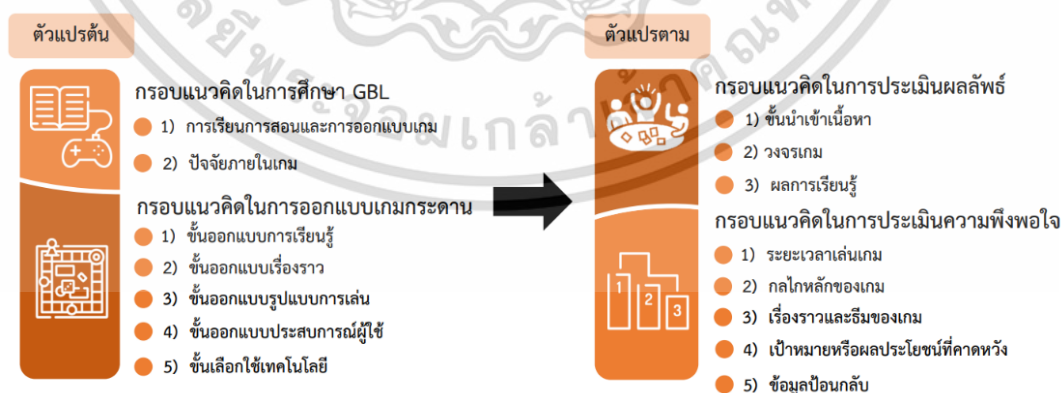 ตัวแปรต้น
กรอบแนวคิดในการศึกษา GBL
1) การเรียนการสอนและการออกแบบเกม
2) ปัจจัยภายในเกม
กรอบแนวคิดในการออกแบบเกมกระดาน
1) ขั้นออกแบบการเรียนรู้
2) ขั้นออกแบบเรื่องราว
3) ขั้นออกแบบรูปแบบการเล่น
4) ขั้นออกแบบประสบการณ์ผู้ใช้
5) ขั้นเลือกใช้เทคโนโลยี
ตัวแปรตาม
กรอบแนวคิดในการประเมินผลลัพธ์
1) ขั้นนำเข้าเนื้อหา
2) วงจรเกม
3) ผลการเรียนรู้
กรอบแนวคิดในการประเมินความพึงพอใจ
1) ระยะเวลาเล่นเกม
2) กลไกหลักของเกม
3) เรื่องราวและธีมของเกม
4) เป้าหมายหรือผลประโยชน์ที่คาดหวัง
5) ข้อมูลป้อนกลับ
1
2
3